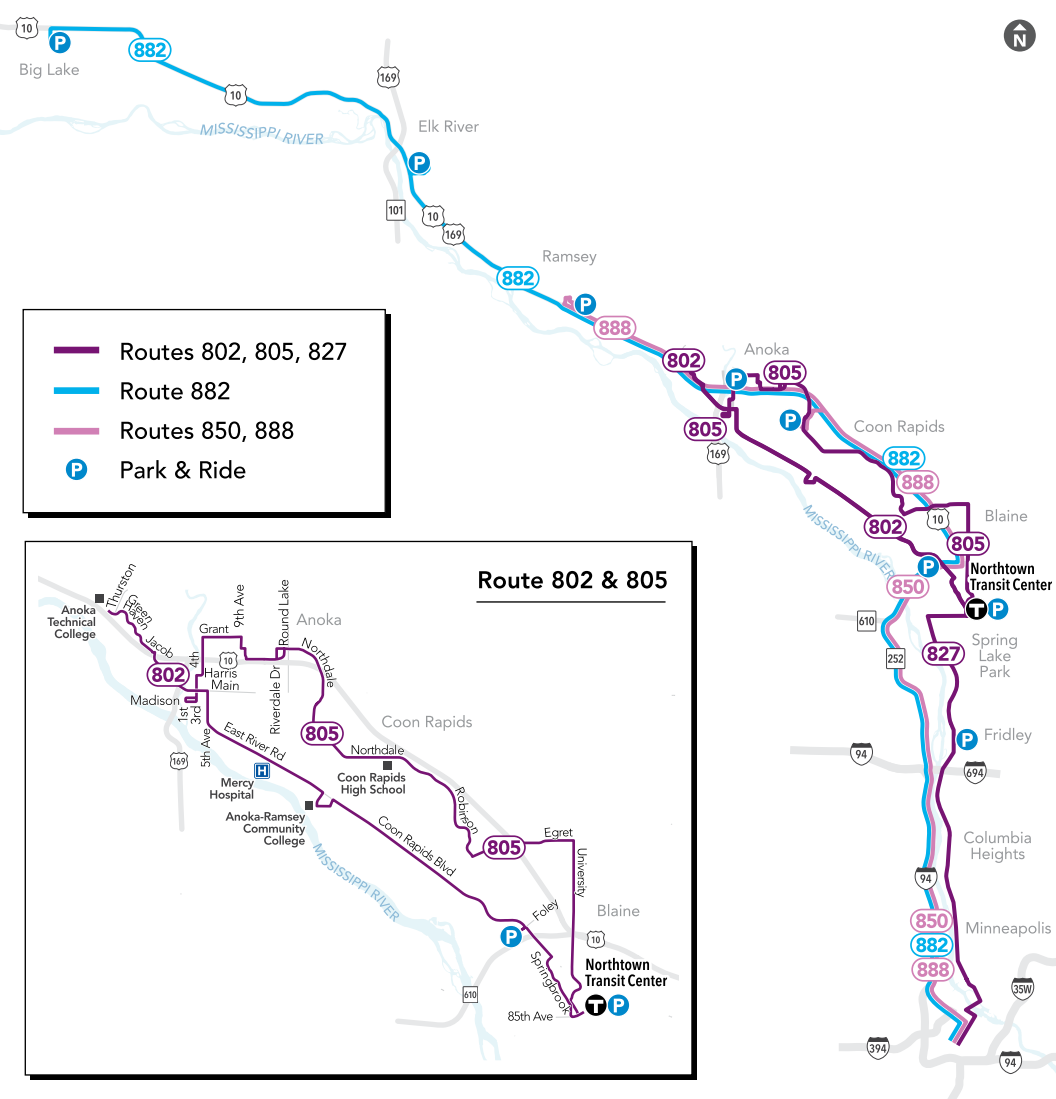 10
P
882
N
Big Lake
169
10
MISSISSIPPI RIVER
Elk River
P
101
10
169
Ramsey
882
P
888
Anoka
802
P
805
P
805
169
Coon Rapids
882
888
10
802
Blaine
805
MISSISSIPPI RIVER
P
Northtown
Transit Center
850
T P
610
Spring
Lake
Park
252
827
P
Fridley
94
694
Columbia
Heights
94
850
882
888
Minneapolis
35W
394
94
Routes 802, 805, 827
Route 882
Routes 850, 888
P
Park & Ride
Route 802 & 805
Thurston
Green
Haven
Anoka
Technical
College
Jacob
802
Grant
9th Ave
Round Lake
Anoka
4th
10
Harris
Main
Northdale
Madison
1st
3rd
Riverdale Dr
805
Coon Rapids
5th Ave
East River Rd
169
Northdale
H
Mercy
Hospital
Coon Rapids
High School
Anoka-Ramsey
Community
College
Robinson
Coon Rapids Blvd
805
Egret
University
MISSISSIPPI RIVER
Foley
Blaine
P
10
Springbrook
Northtown
Transit Center
610
T P
85th Ave